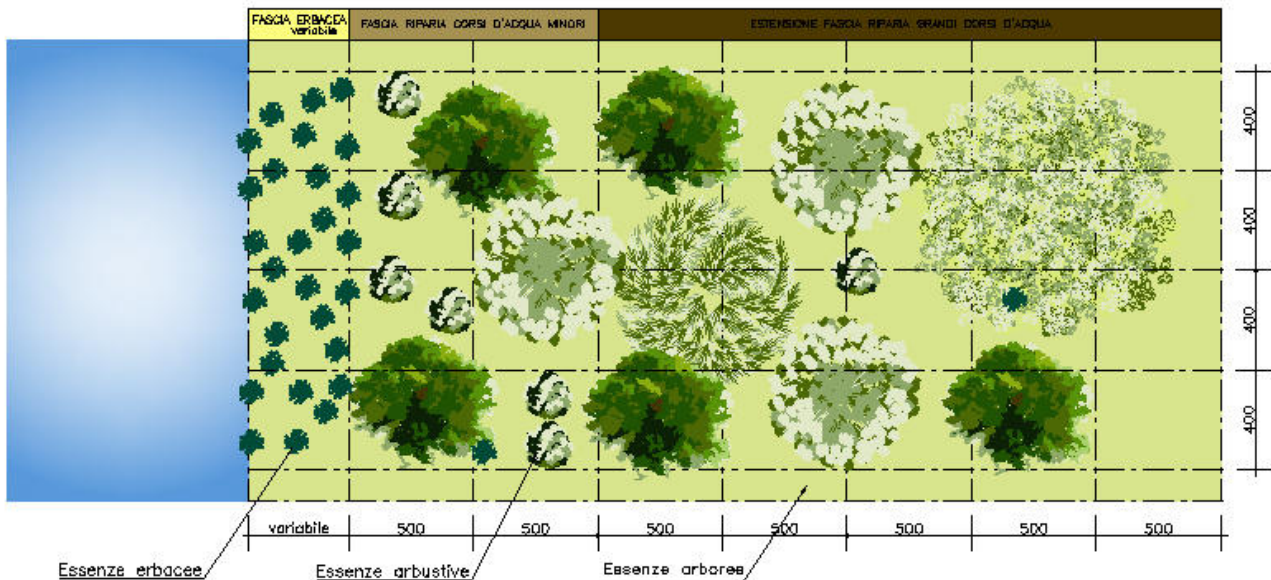 FASCIA ERBACEA
variabile
FASCIA RIPARIA CORSI D'ACQUA MINORI
ESTENSIONE FASCIA RIPARIA GRANDI CORSI D'ACQUA
400
400
400
400
variabile 500 500 500 500 500 500 500
Essenze erbacee
Essenze arbustive
Essenze arboree